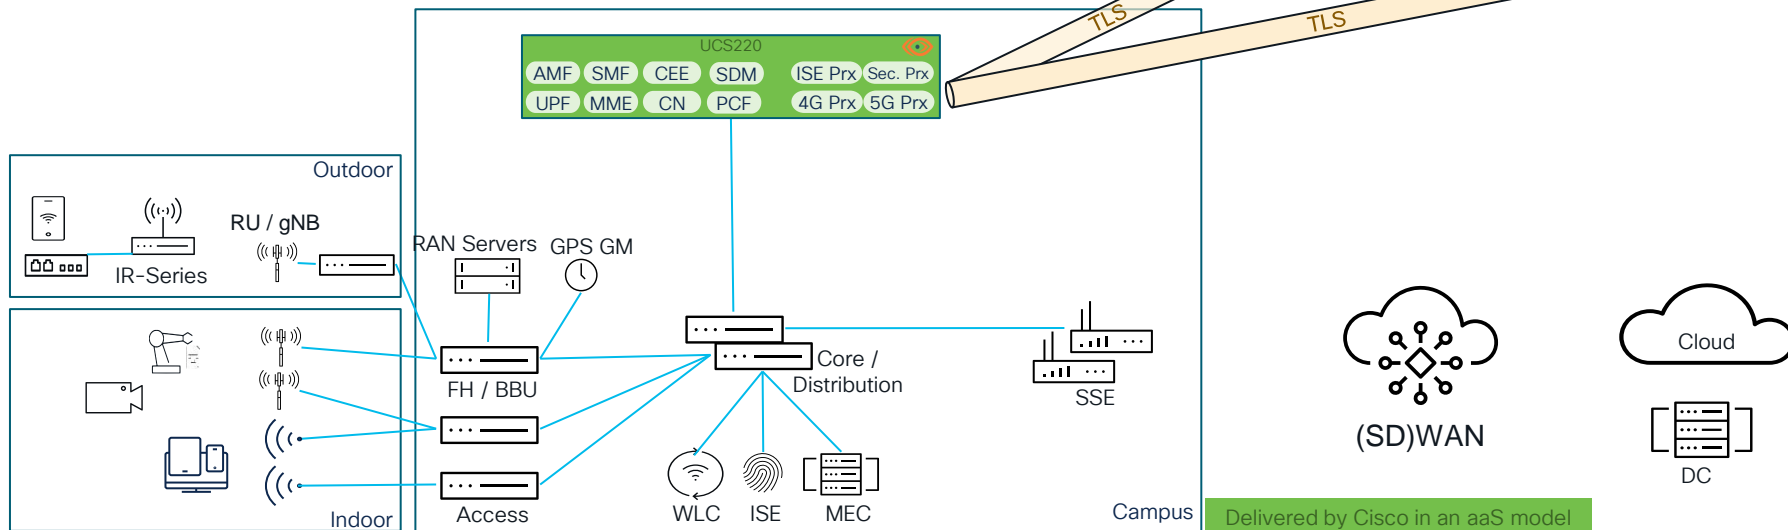 TLS
TLS
UCS220
AMF SMF CEE SDM ISE Prx Sec. Prx
UPF MME CN PCF 4G Prx 5G Prx
Outdoor
RU / gNB
IR-Series
RAN Servers
GPS GM
FH / BBU
Core /
Distribution
SSE
Access
WLC
ISE
MEC
Indoor
Campus
(SD)WAN
Cloud
DC
Delivered by Cisco in an aaS model